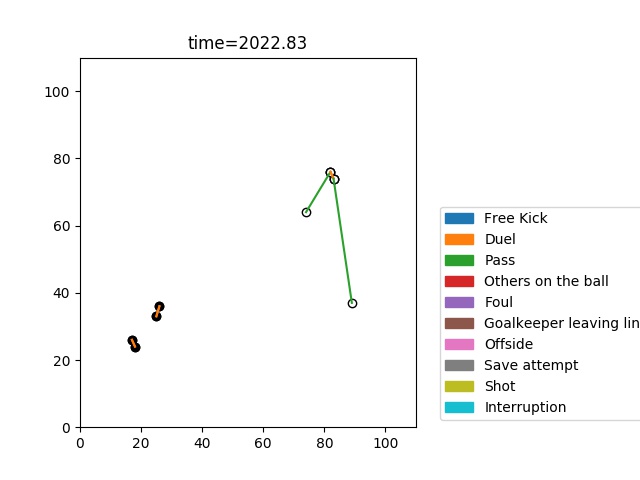 time=2022.83
100
80
60
40
20
0
0 20 40 60 80 100
Free Kick
Duel
Pass
Others on the ball
Foul
Goalkeeper leaving lin
Offside
Save attempt
Shot
Interruption